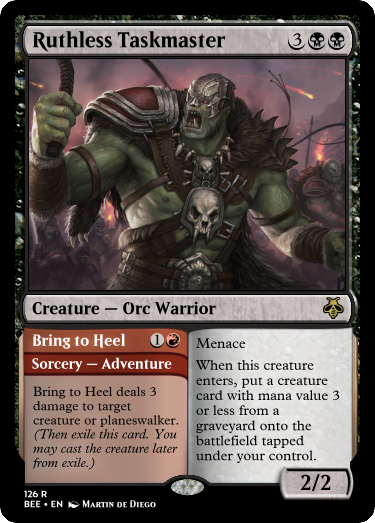 Ruthless Taskmaster 3
Creature — Orc Warrior
Bring to Heel 1
Sorcery — Adventure
Bring to Heel deals 3
damage to target
creature or planeswalker.
(Then exile this card. You
may cast the creature later
from exile.)
Menace
When this creature
enters, put a creature
card with mana value 3
or less from a
graveyard onto the
battlefield tapped
under your control.
2/2
126 R
BEE • EN Martin de Diego